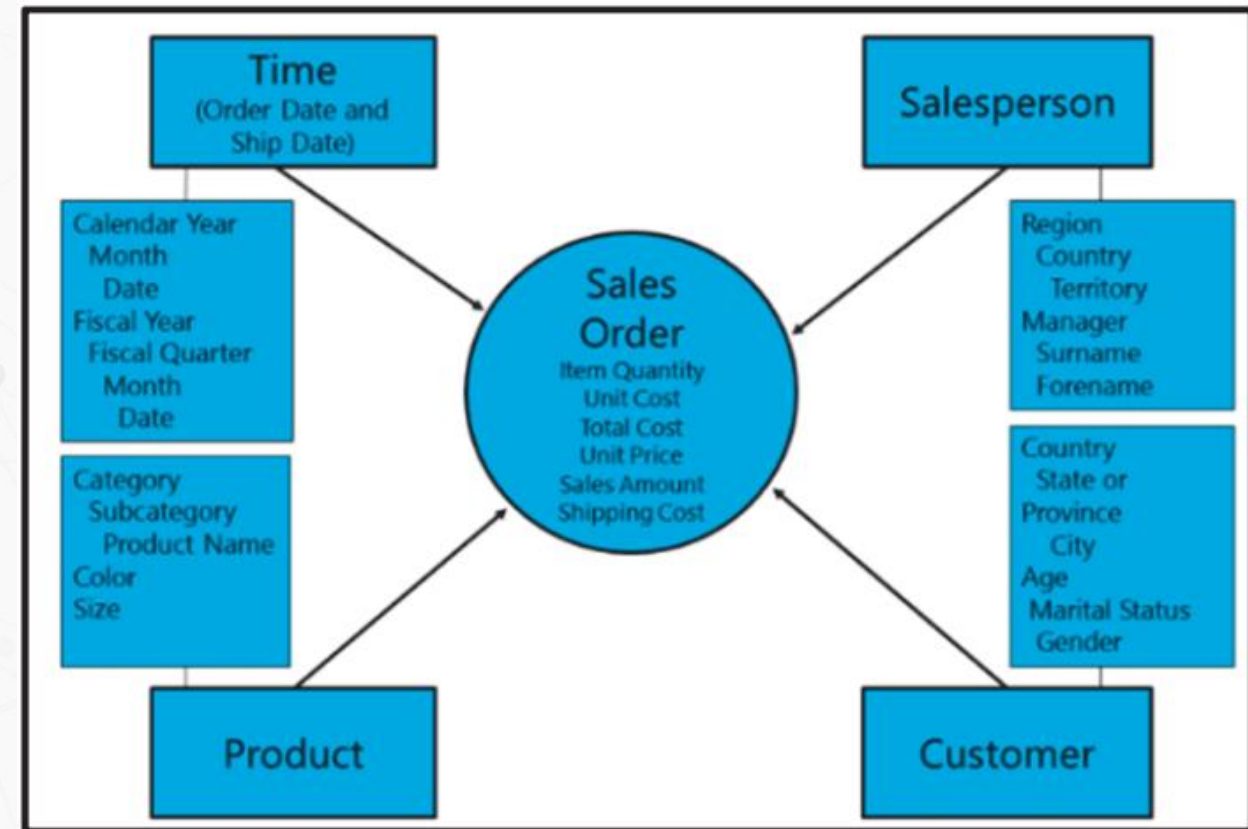 Time
(Order Date and
Ship Date)
Salesperson
Calendar Year
Month
Date
Fiscal Year
Fiscal Quarter
Month
Date
Sales
Order
Item Quantity
Unit Cost
Total Cost
Unit Price
Sales Amount
Shipping Cost
Region
Country
Territory
Manager
Surname
Forename
Category
Subcategory
Product Name
Color
Size
Country
State or
Province
City
Age
Marital Status
Gender
Product
Customer